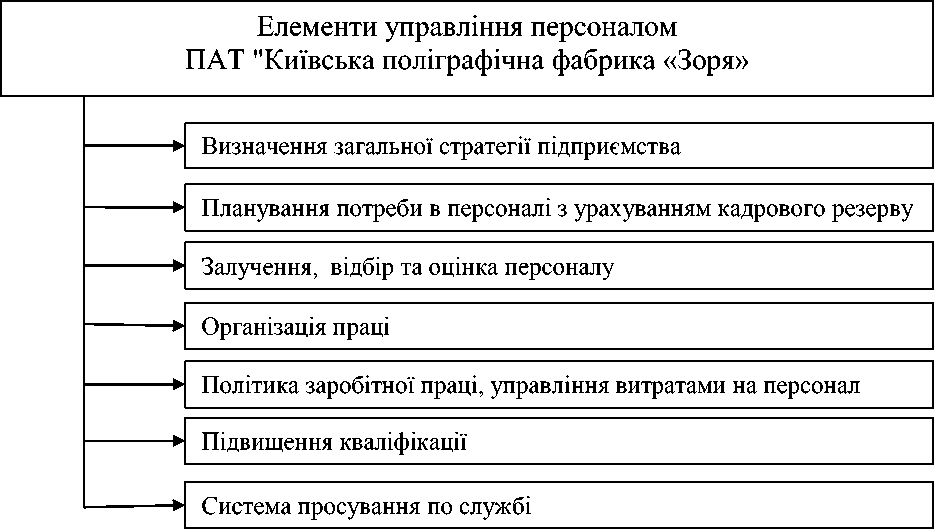 Елементи управління персоналом
ПАТ "Київська поліграфічна фабрика «Зоря»
Визначення загальної стратегії підприємства
Планування потреби в персоналі з урахуванням кадрового резерву
Залучення, відбір та оцінка персоналу
Організація праці
Політика заробітної праці, управління витратами на персонал
Підвищення кваліфікації
Система просування по службі